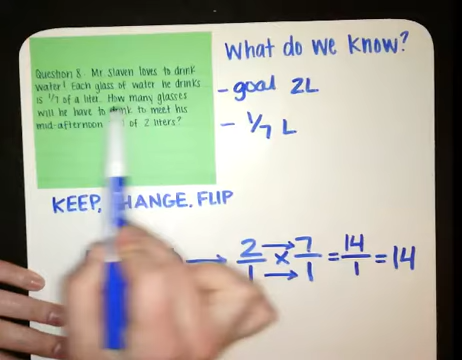 Question 8. Mr. Slaven loves to drink
water! Each glass of water he drinks
is 1/7 of a liter. How many glasses
will he have to drink to meet his
mid-afternoon of 2 liters?
What do we know?
- goal 2L
- 1/7 L
KEEP, CHANGE, FLIP
→ 2/1 × 7/1 = 14/1 = 14